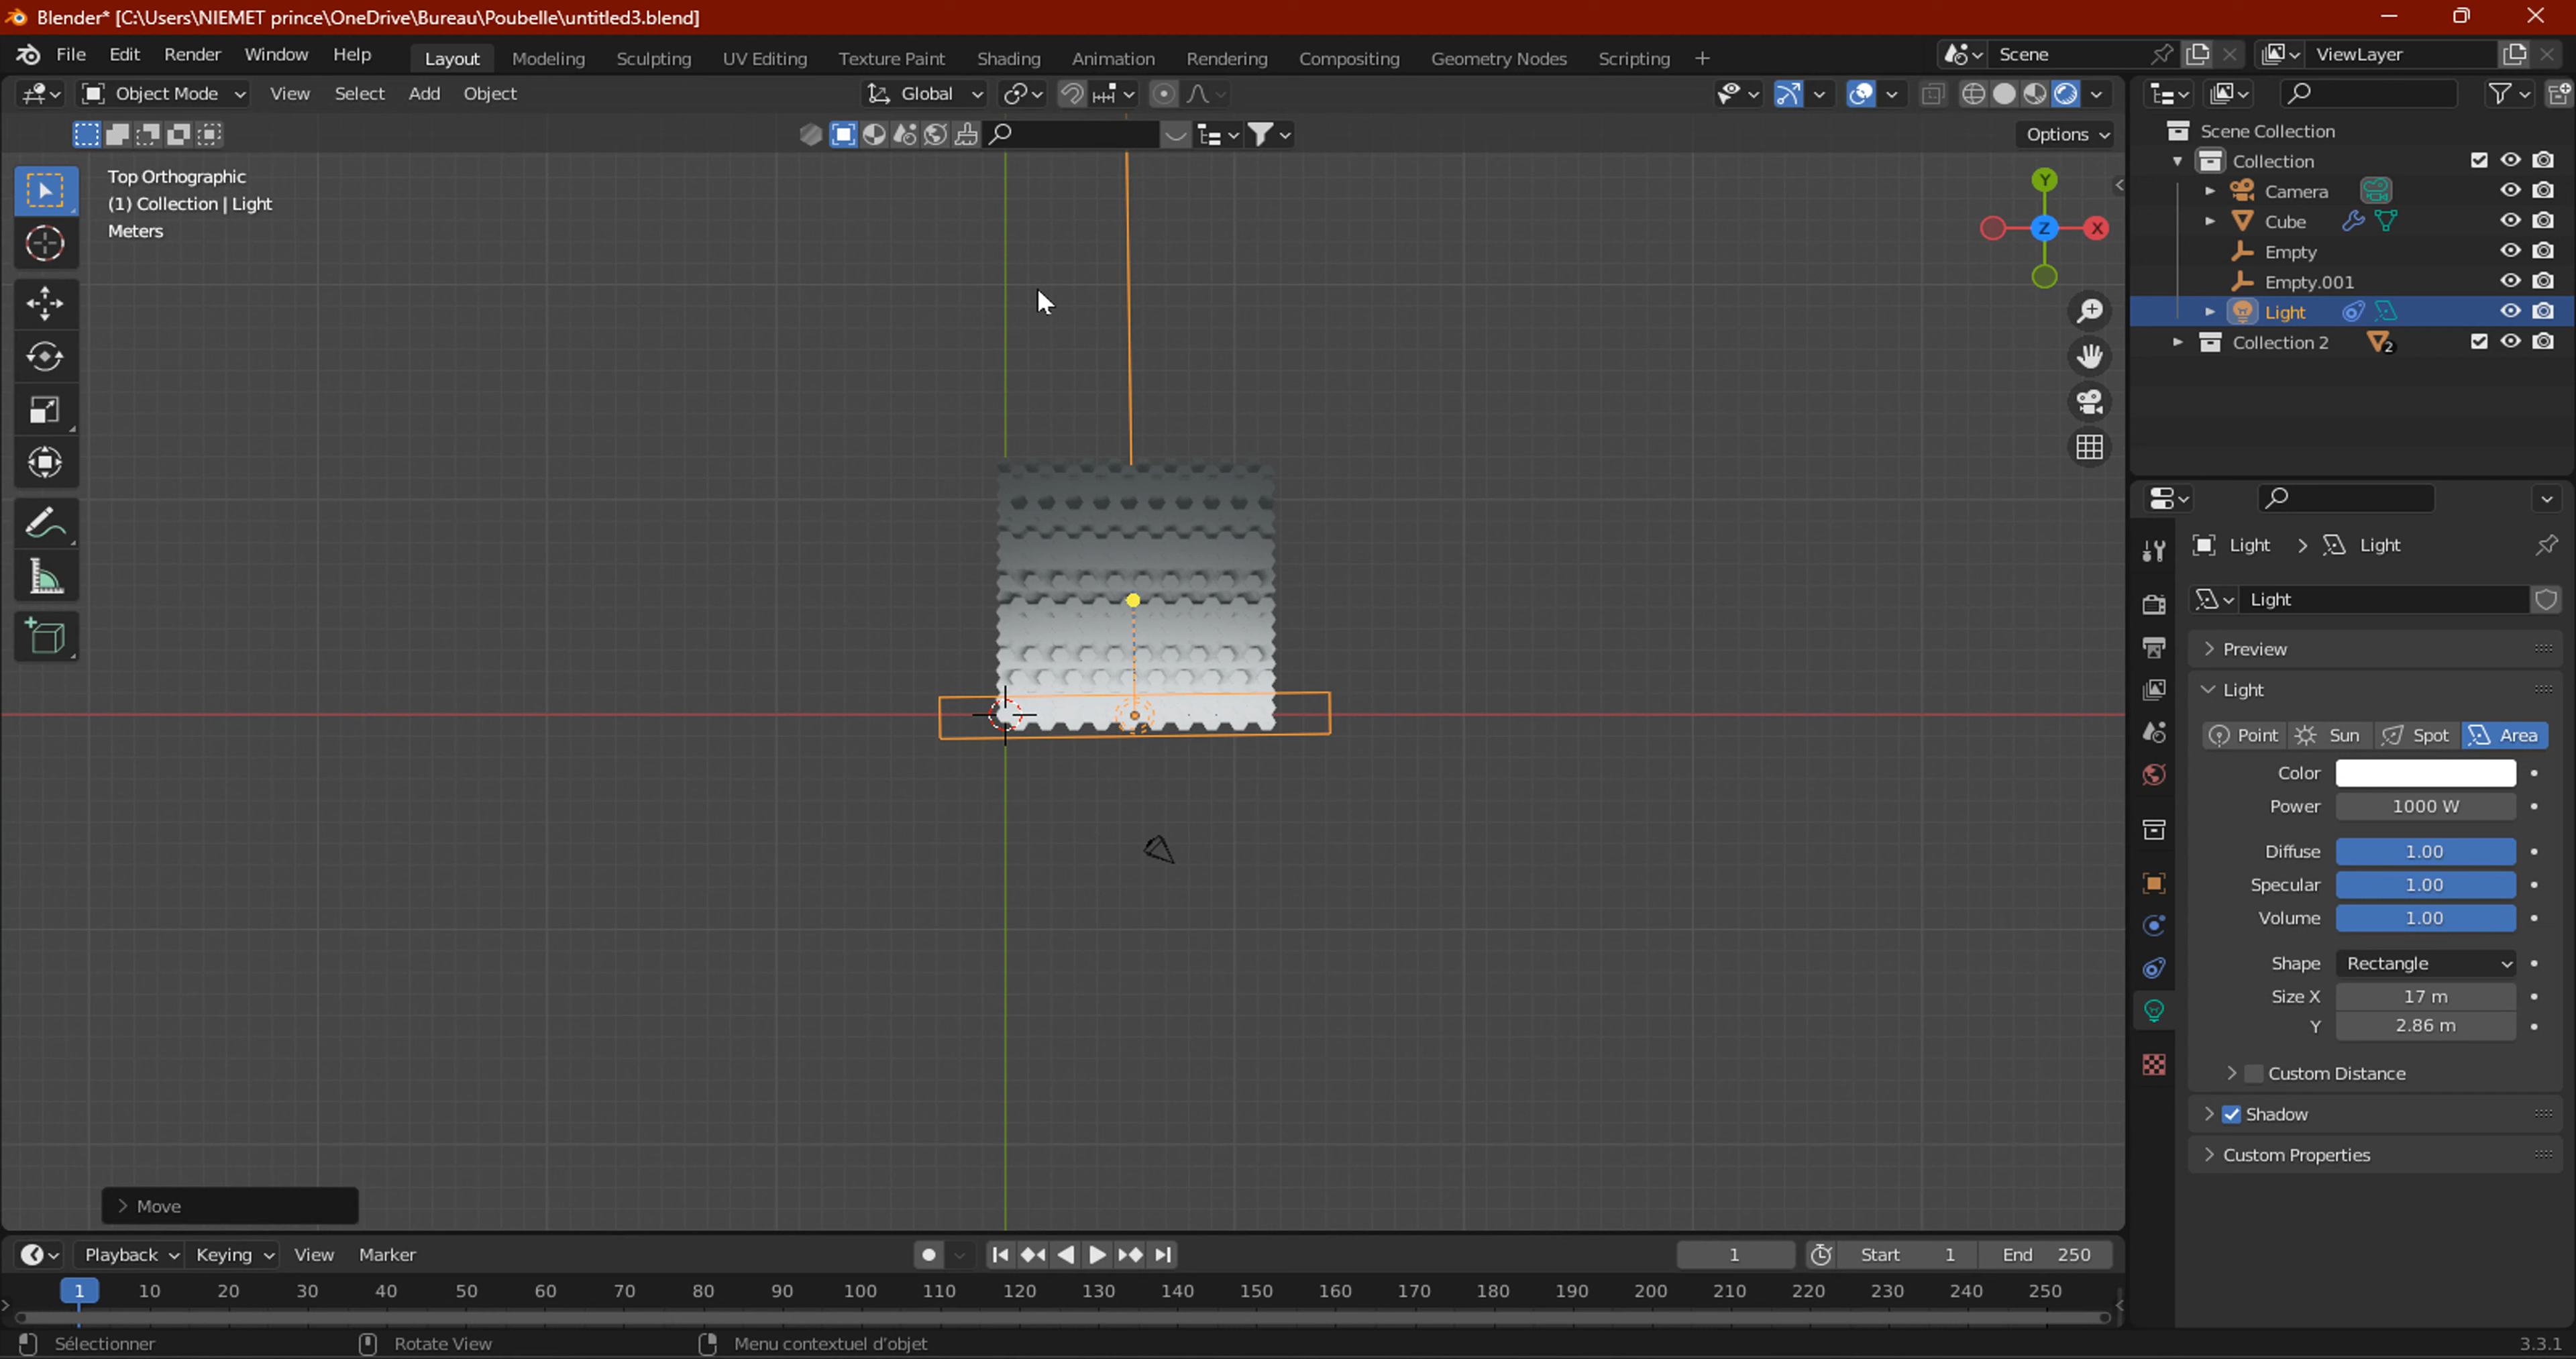 Blender* [C:\Users\NIEMET prince\OneDrive\Bureau\Poubelle\untitled3.blend]
File Edit Render Window Help Layout Modeling Sculpting UV Editing Texture Paint Shading Animation Rendering Compositing Geometry Nodes Scripting + Scene ViewLayer
Object Mode View Select Add Object Global
Options
Top Orthographic
(1) Collection | Light
Meters
Y
Z X
Scene Collection
Collection
Camera
Cube
Empty
Empty.001
Light
Collection 2 2
Light > Light
Light
Preview
Light
Point Sun Spot Area
Color
Power 1000 W
Diffuse 1.00
Specular 1.00
Volume 1.00
Shape Rectangle
Size X 17 m
Y 2.86 m
Custom Distance
Shadow
Custom Properties
Move
Playback Keying View Marker 1 Start 1 End 250
1 10 20 30 40 50 60 70 80 90 100 110 120 130 140 150 160 170 180 190 200 210 220 230 240 250
Sélectionner Rotate View Menu contextuel d'objet 3.3.1